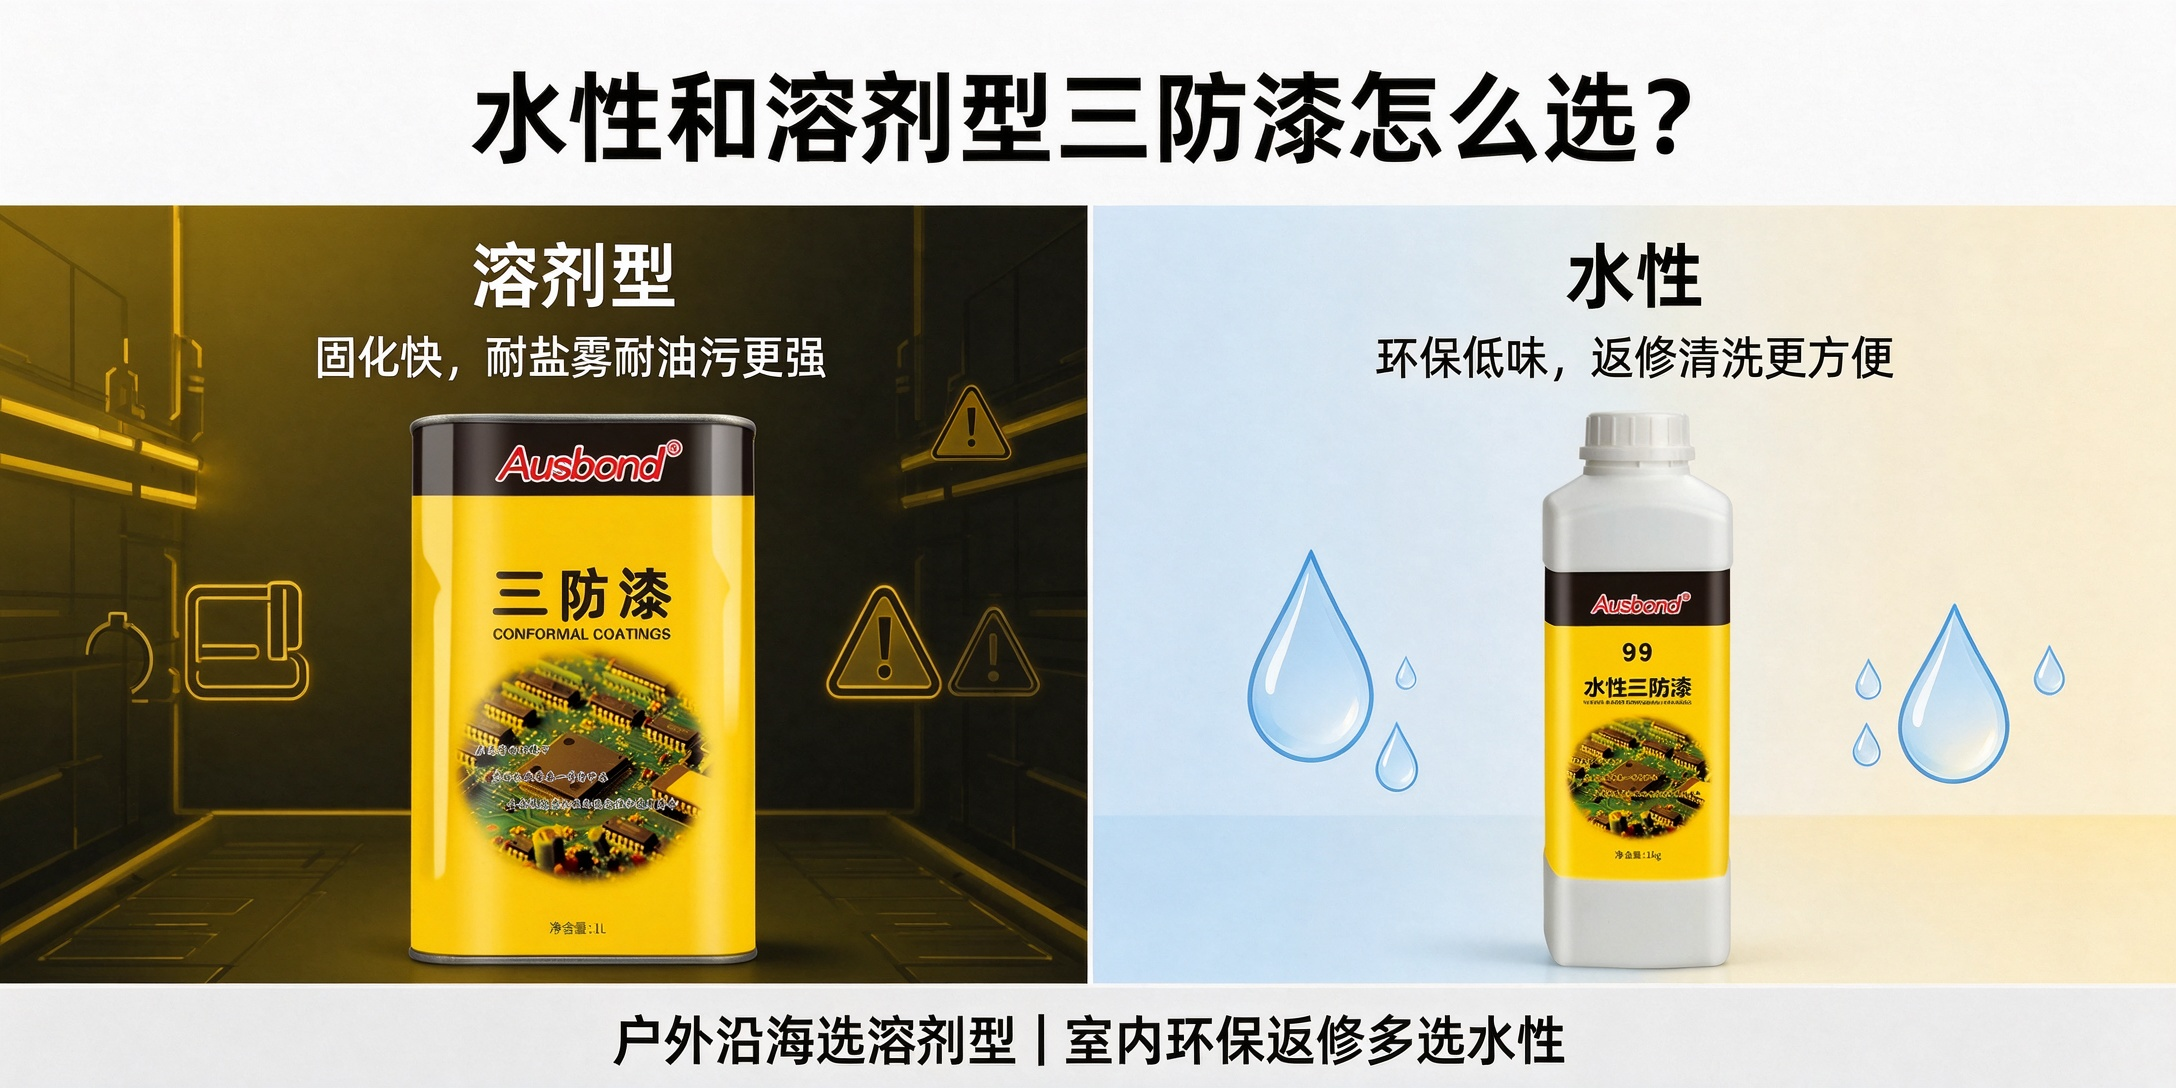 水性和溶剂型三防漆怎么选？
溶剂型
固化快，耐盐雾耐油污更强
Ausbond®
三防漆
CONFORMAL COATINGS
净含量：1L
水性
环保低味，返修清洗更方便
Ausbond®
99
水性三防漆
净含量：1kg
户外沿海选溶剂型 | 室内环保返修多选水性